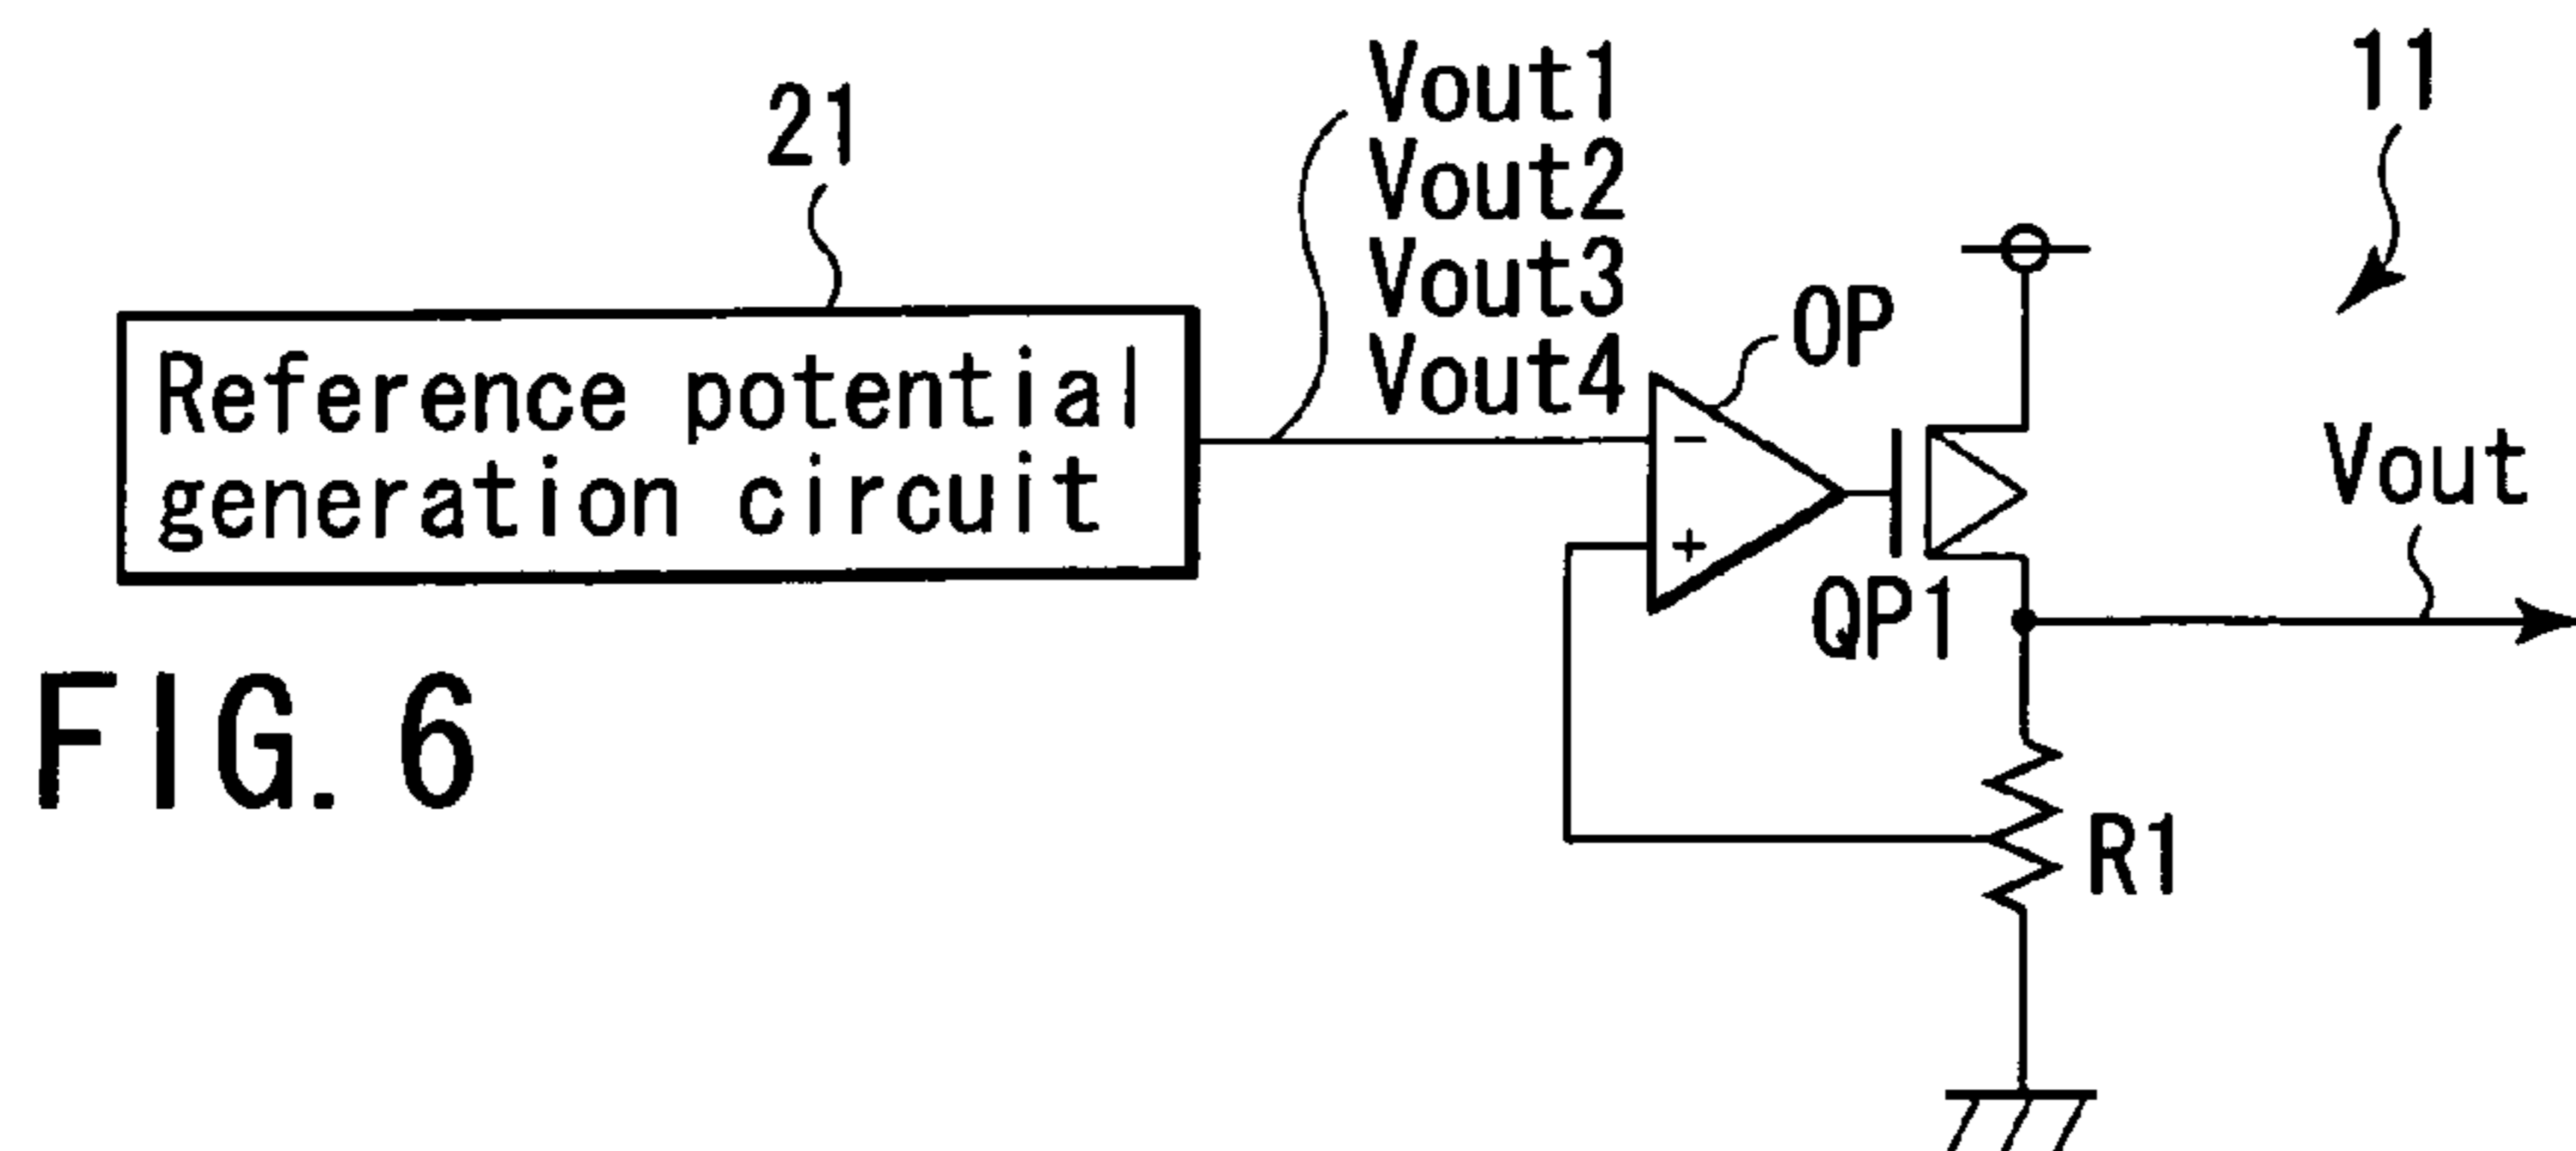 21
Vout1
Vout2
Vout3
Vout4
11
OP
Reference potential
generation circuit
−
+
QP1
Vout
R1
FIG. 6